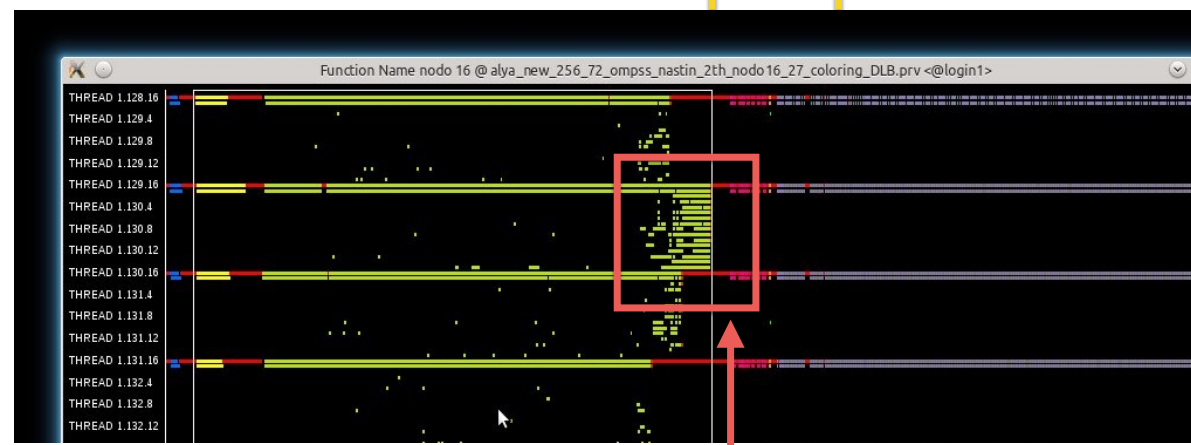 Function Name nodo 16 @ alya_new_256_72_ompss_nastin_2th_nodo16_27_coloring_DLB.prv <@login1>
THREAD 1.128.16
THREAD 1.129.4
THREAD 1.129.8
THREAD 1.129.12
THREAD 1.129.16
THREAD 1.130.4
THREAD 1.130.8
THREAD 1.130.12
THREAD 1.130.16
THREAD 1.131.4
THREAD 1.131.8
THREAD 1.131.12
THREAD 1.131.16
THREAD 1.132.4
THREAD 1.132.8
THREAD 1.132.12